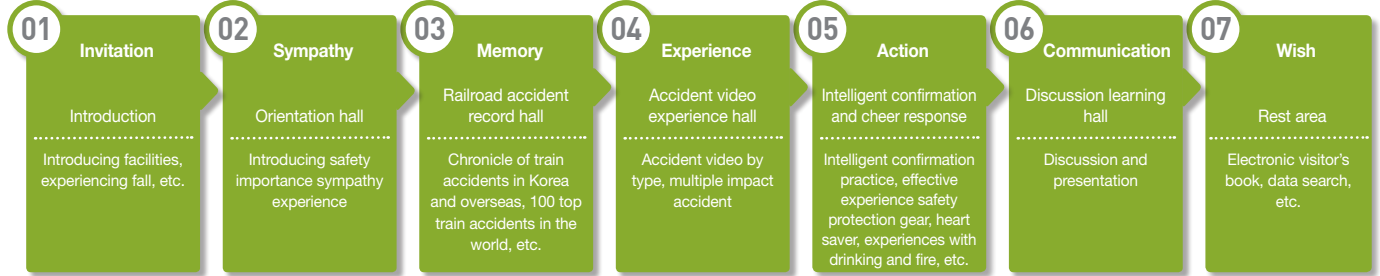 01
Invitation
Introduction
Introducing facilities,
experiencing fall, etc.
02
Sympathy
Orientation hall
Introducing safety
importance sympathy
experience
03
Memory
Railroad accident
record hall
Chronicle of train
accidents in Korea
and overseas, 100 top
train accidents in the
world, etc.
04
Experience
Accident video
experience hall
Accident video by
type, multiple impact
accident
05
Action
Intelligent confirmation
and cheer response
Intelligent confirmation
practice, effective
experience safety
protection gear, heart
saver, experiences with
drinking and fire, etc.
06
Communication
Discussion learning
hall
Discussion and
presentation
07
Wish
Rest area
Electronic visitor's
book, data search,
etc.